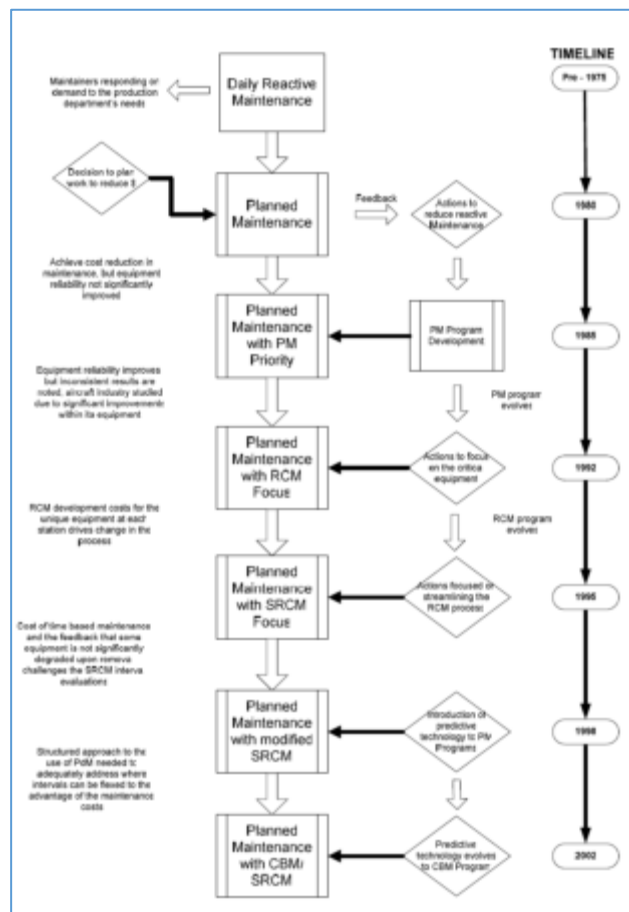 TIMELINE
Pre - 1975
Daily Reactive
Maintenance
Maintainers responding on
demand to the production
department's needs
Decision to plan
work to reduce $
Planned
Maintenance
Feedback
Actions to
reduce reactive
Maintenance
1980
Achieve cost reduction in
maintenance, but equipment
reliability not significantly
improved
Planned
Maintenance
with PM
Priority
PM Program
Development
1985
Equipment reliability improves
but inconsistent results are
noted, aircraft industry studied
due to significant improvements
within its equipment
PM program
evolves
Planned
Maintenance
with RCM
Focus
Actions to focus
on the critical
equipment
1992
RCM development costs for the
unique equipment at each
station drives change in the
process
RCM program
evolves
Planned
Maintenance
with SRCM
Focus
Actions focused on
streamlining the
RCM process
1995
Cost of time based maintenance
and the feedback that some
equipment is not significantly
degraded upon removal
challenges the SRCM interval
evaluations
Planned
Maintenance
with modified
SRCM
Introduction of
predictive
technology to PM
Programs
1998
Structured approach to the
use of PdM needed to
adequately address where
intervals can be flexed to the
advantage of the maintenance
costs
Planned
Maintenance
with CBM/
SRCM
Predictive
technology evolves
to CBM Program
2002